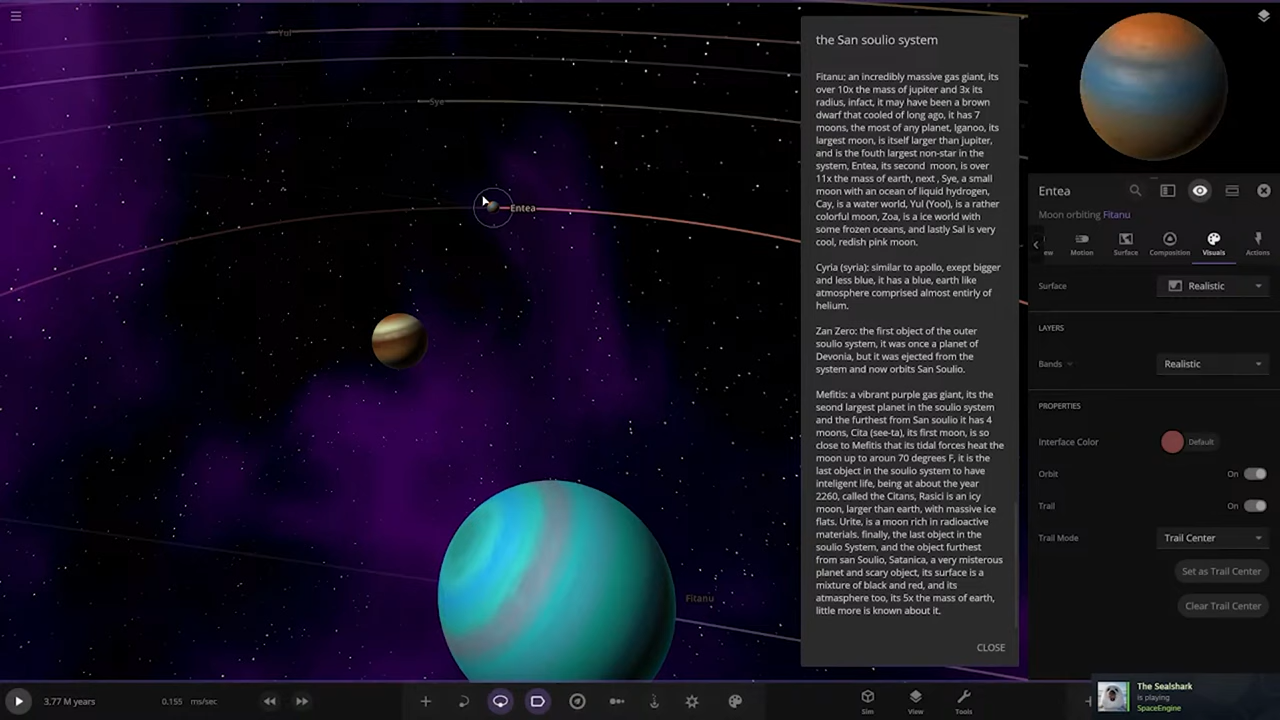 Yul
Sye
Entea
Fitanu
the San soulio system
Fitanu; an incredibly massive gas giant, its
over 10x the mass of jupiter and 3x its
radius, infact, it may have been a brown
dwarf that cooled of long ago, it has 7
moons, the most of any planet, Iganoo, its
largest moon, is itself larger than jupiter,
and is the fouth largest non-star in the
system, Entea, its second moon, is over
11x the mass of earth, next , Sye, a small
moon with an ocean of liquid hydrogen,
Cay, is a water world, Yul (Yool), is a rather
colorful moon, Zoa, is a ice world with
some frozen oceans, and lastly Sal is very
cool, redish pink moon.
Cyria (syria): similar to apollo, exept bigger
and less blue, it has a blue, earth like
atmosphere comprised almost entirly of
helium.
Zan Zero: the first object of the outer
soulio system, it was once a planet of
Devonia, but it was ejected from the
system and now orbits San Soulio.
Mefitis: a vibrant purple gas giant, its the
seond largest planet in the soulio system
and the furthest from San soulio it has 4
moons, Cita (see-ta), its first moon, is so
close to Mefitis that its tidal forces heat the
moon up to aroun 70 degrees F, it is the
last object in the soulio system to have
inteligent life, being at about the year
2260, called the Citans, Rasici is an icy
moon, larger than earth, with massive ice
flats. Urite, is a moon rich in radioactive
materials. finally, the last object in the
soulio System, and the object furthest
from san Soulio, Satanica, a very misterous
planet and scary object, its surface is a
mixture of black and red, and its
atmasphere too, its 5x the mass of earth,
little more is known about it.
CLOSE
Entea
Moon orbiting Fitanu
ew
Motion
Surface
Composition
Visuals
Actions
Surface
Realistic
LAYERS
Bands
Realistic
PROPERTIES
Interface Color
Default
Orbit
On
Trail
On
Trail Mode
Trail Center
Set as Trail Center
Clear Trail Center
3.77 M years
0.155 ms/sec
Sim
View
Tools
The Sealshark
is playing
SpaceEngine